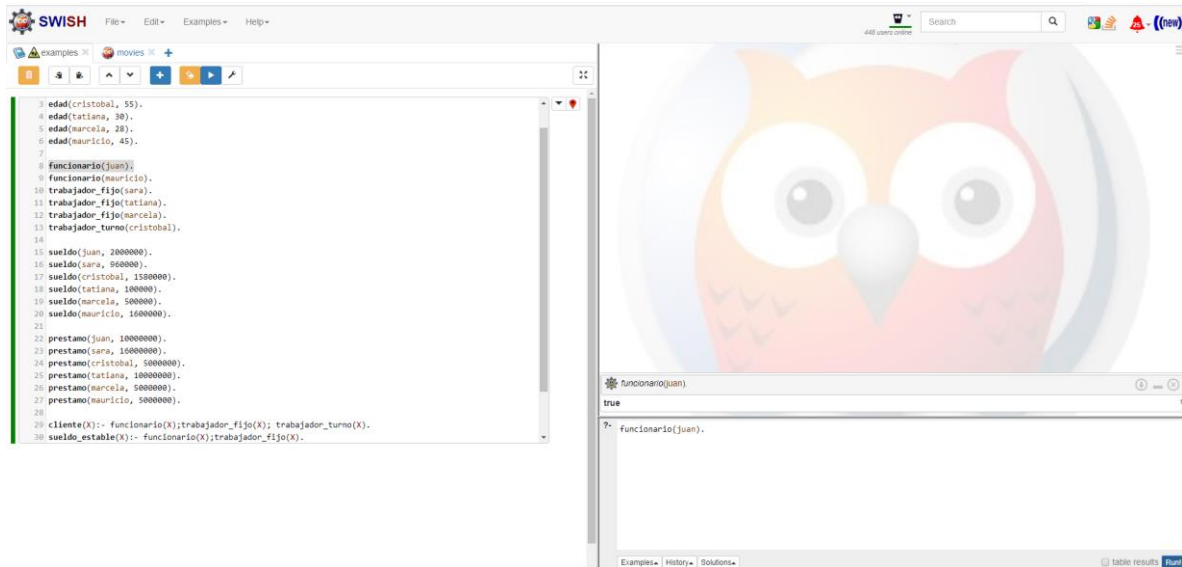 SWISH File Edit Examples Help
448 users online
Search
25
((new)
examples
movies
3 edad(cristobal, 55).
4 edad(tatiana, 30).
5 edad(marcela, 28).
6 edad(mauricio, 45).
7
8 funcionario(juan).
9 funcionario(mauricio).
10 trabajador_fijo(sara).
11 trabajador_fijo(tatiana).
12 trabajador_fijo(marcela).
13 trabajador_turno(cristobal).
14
15 sueldo(juan, 2000000).
16 sueldo(sara, 960000).
17 sueldo(cristobal, 1580000).
18 sueldo(tatiana, 100000).
19 sueldo(marcela, 500000).
20 sueldo(mauricio, 1600000).
21
22 prestamo(juan, 10000000).
23 prestamo(sara, 16000000).
24 prestamo(cristobal, 5000000).
25 prestamo(tatiana, 10000000).
26 prestamo(marcela, 5000000).
27 prestamo(mauricio, 5000000).
28
29 cliente(X):- funcionario(X);trabajador_fijo(X); trabajador_turno(X).
30 sueldo_estable(X):- funcionario(X);trabajador_fijo(X).
funcionario(juan).
true
?- funcionario(juan).
Examples History Solutions
table results Run!